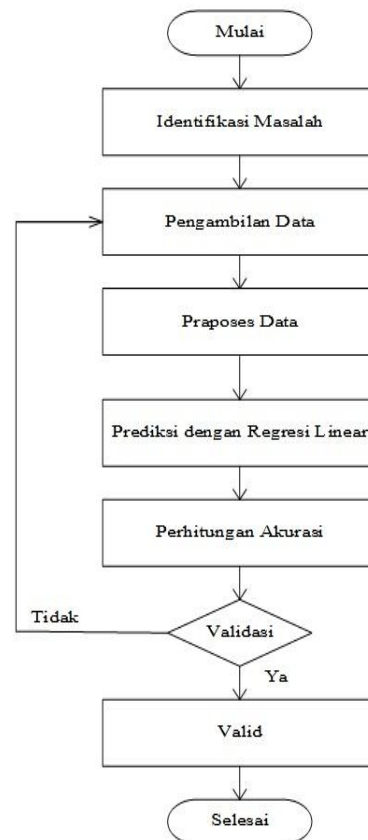 Mulai
Identifikasi Masalah
Pengambilan Data
Praposes Data
Prediksi dengan Regresi Linear
Perhitungan Akurasi
Validasi
Tidak
Ya
Valid
Selesai